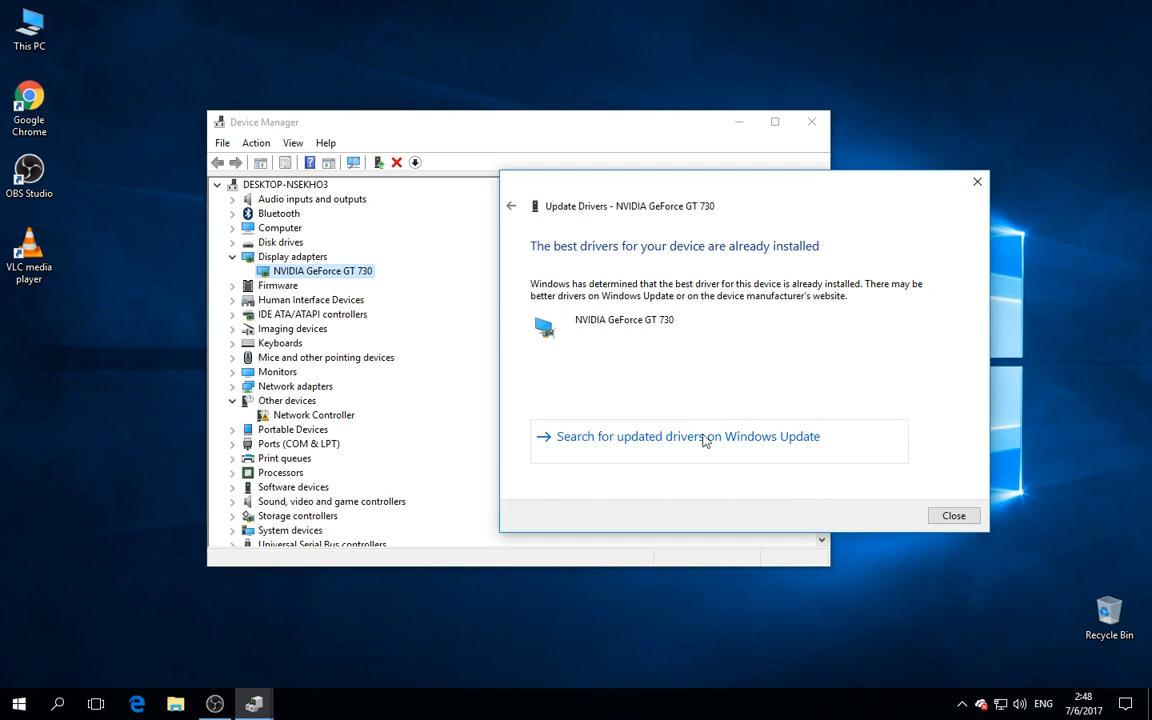 This PC
Google
Chrome
OBS Studio
VLC media
player
Device Manager
File Action View Help
DESKTOP-NSEKHO3
Audio inputs and outputs
Bluetooth
Computer
Disk drives
Display adapters
NVIDIA GeForce GT 730
Firmware
Human Interface Devices
IDE ATA/ATAPI controllers
Imaging devices
Keyboards
Mice and other pointing devices
Monitors
Network adapters
Other devices
Network Controller
Portable Devices
Ports (COM & LPT)
Print queues
Processors
Software devices
Sound, video and game controllers
Storage controllers
System devices
Universal Serial Bus controllers
Update Drivers - NVIDIA GeForce GT 730
The best drivers for your device are already installed
Windows has determined that the best driver for this device is already installed. There may be
better drivers on Windows Update or on the device manufacturer's website.
NVIDIA GeForce GT 730
Search for updated drivers on Windows Update
Close
Recycle Bin
ENG
2:48
7/6/2017